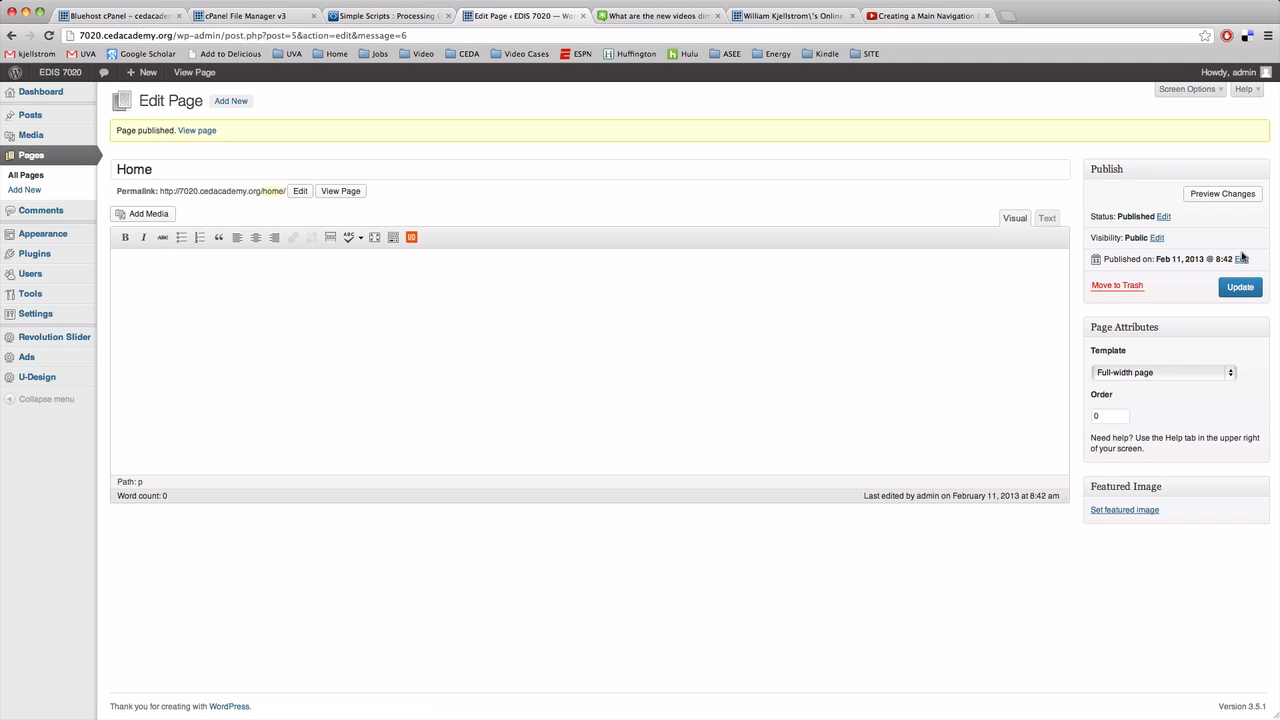 Bluehost cPanel – cedacadem
cPanel File Manager v3
Simple Scripts : Processing C
Edit Page ‹ EDIS 7020 — Wo
What are the new videos dim
William Kjellstrom\'s Online
Creating a Main Navigation
7020.cedacademy.org/wp-admin/post.php?post=5&action=edit&message=6
kjellstrom UVA Google Scholar Add to Delicious UVA Home Jobs Video CEDA Video Cases ESPN Huffington Hulu ASEE Energy Kindle SITE
EDIS 7020 + New View Page Howdy, admin
Dashboard
Posts
Media
Pages
All Pages
Add New
Comments
Appearance
Plugins
Users
Tools
Settings
Revolution Slider
Ads
U-Design
Collapse menu
Screen Options Help
Edit Page Add New
Page published. View page
Home
Permalink: http://7020.cedacademy.org/home/ Edit View Page
Add Media
Visual Text
B I ABC ABC UD
Path: p
Word count: 0 Last edited by admin on February 11, 2013 at 8:42 am
Publish
Preview Changes
Status: Published Edit
Visibility: Public Edit
Published on: Feb 11, 2013 @ 8:42 Edit
Move to Trash Update
Page Attributes
Template
Full-width page
Order
0
Need help? Use the Help tab in the upper right
of your screen.
Featured Image
Set featured image
Thank you for creating with WordPress. Version 3.5.1